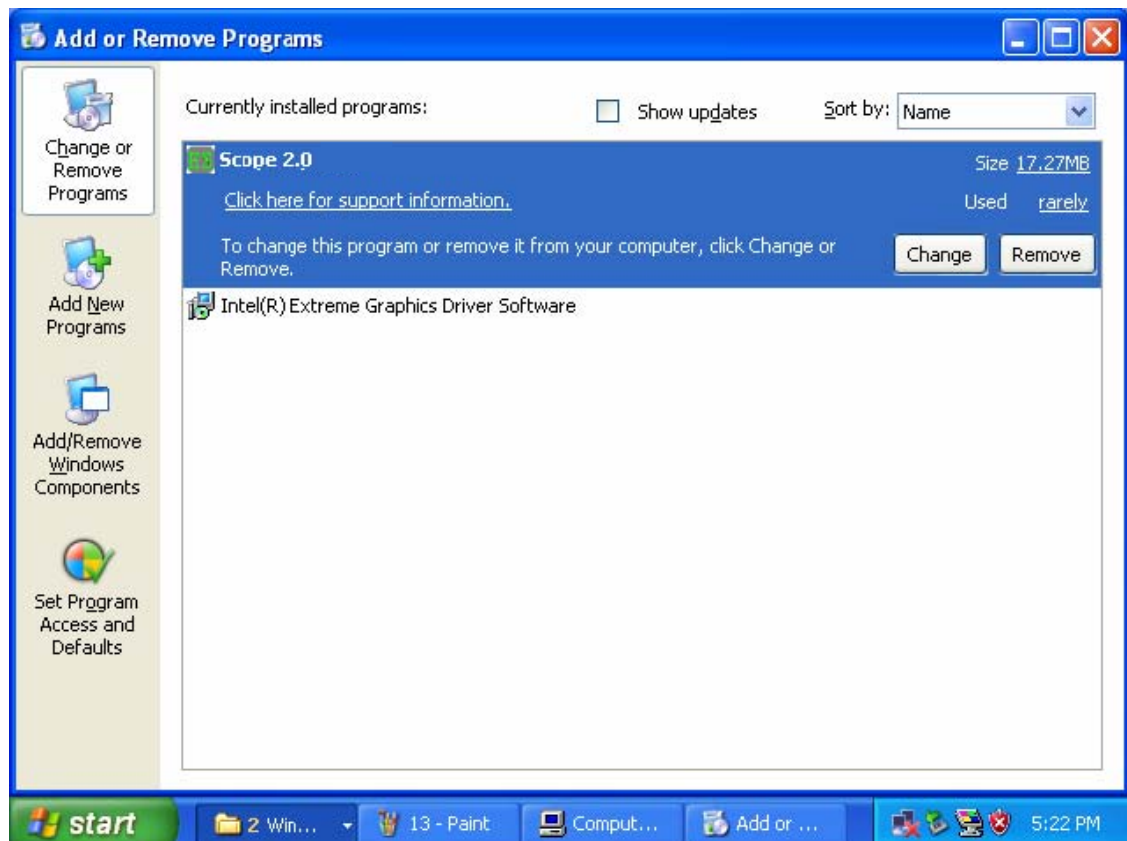 Add or Remove Programs
Change or
Remove
Programs
Add New
Programs
Add/Remove
Windows
Components
Set Program
Access and
Defaults
Currently installed programs:
Show updates
Sort by: Name
Scope 2.0
Size 17.27MB
Click here for support information.
Used rarely
To change this program or remove it from your computer, click Change or
Remove.
Change Remove
Intel(R) Extreme Graphics Driver Software
start 2 Win... 13 - Paint Comput... Add or ... 5:22 PM